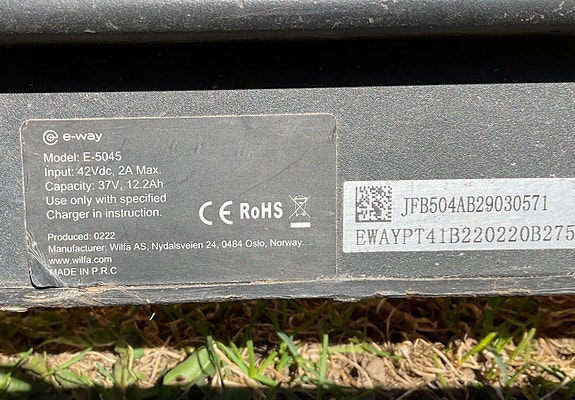 e-way
Model: E-5045
Input: 42Vdc, 2A Max.
Capacity: 37V, 12.2Ah
Use only with specified
Charger in instruction.
CE RoHS
Produced: 0222
Manufacturer: Wilfa AS, Nydalsveien 24, 0484 Oslo, Norway
www.wilfa.com
MADE IN P.R.C
JFB504AB29030571
EWAYPT41B220220B275